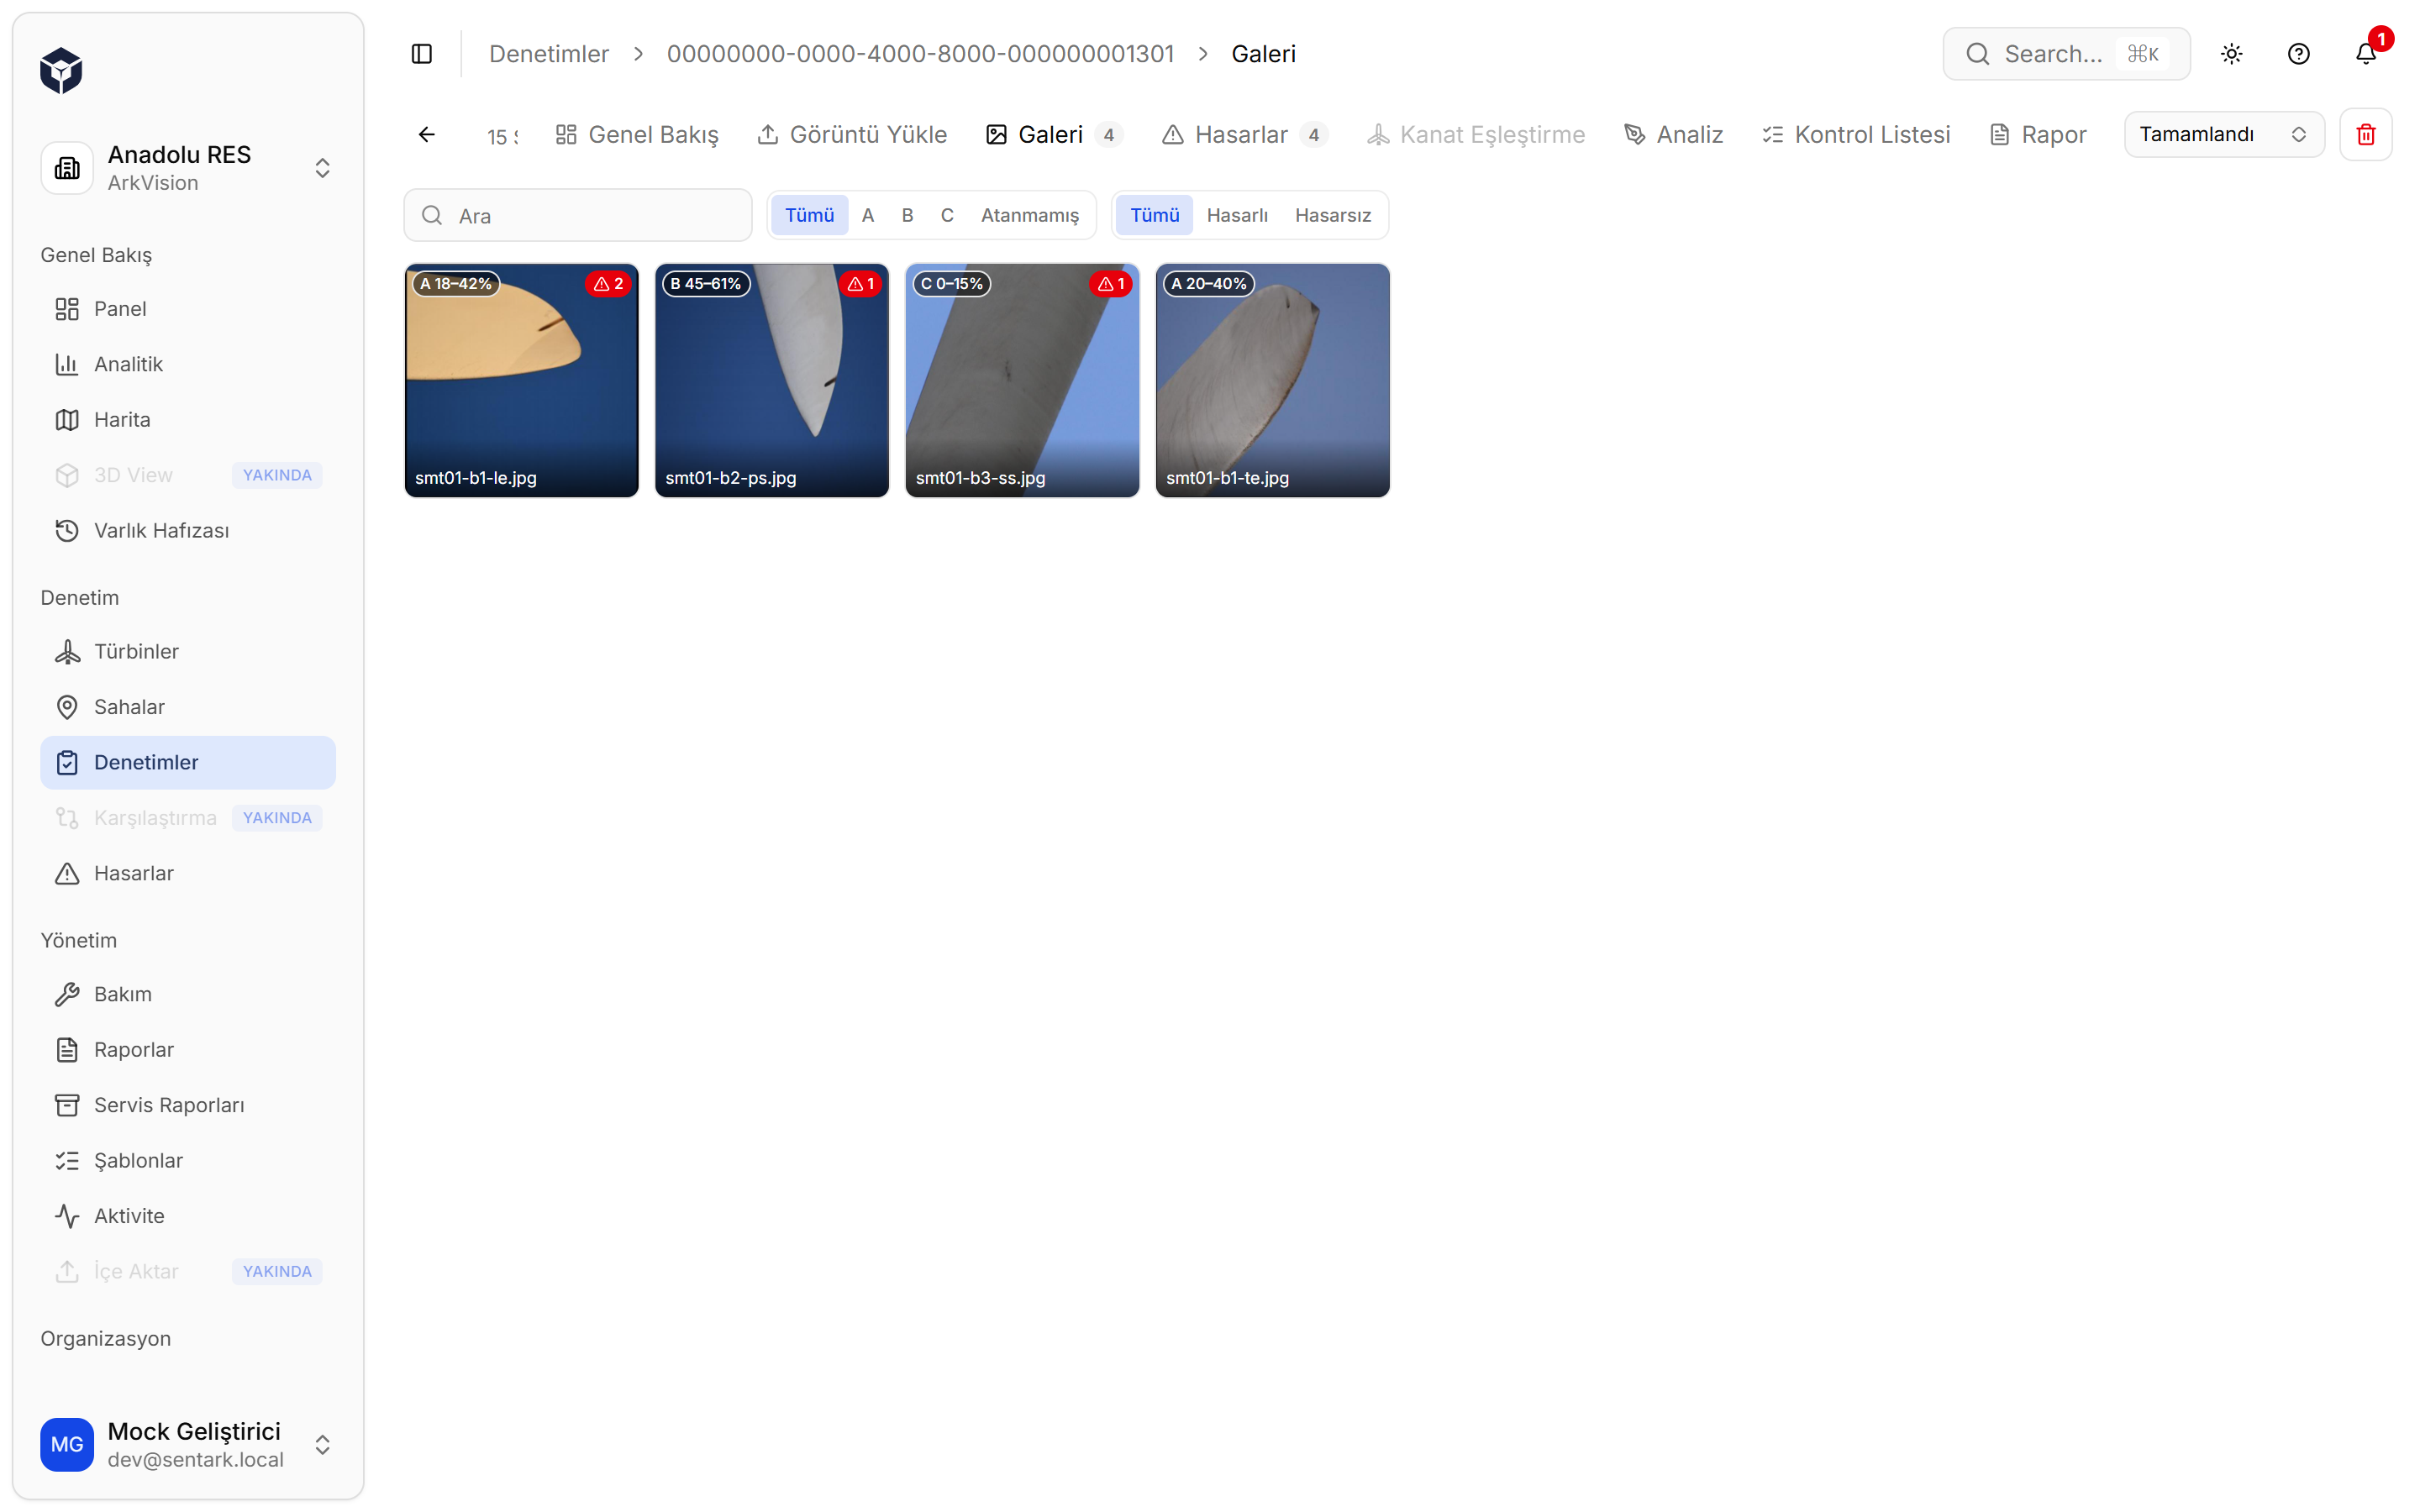 Anadolu RES
ArkVision
Genel Bakış
Panel
Analitik
Harita
3D View YAKINDA
Varlık Hafızası
Denetim
Türbinler
Sahalar
Denetimler
Karşılaştırma YAKINDA
Hasarlar
Yönetim
Bakım
Raporlar
Servis Raporları
Şablonlar
Aktivite
İçe Aktar YAKINDA
Organizasyon
MG
Mock Geliştirici
dev@sentark.local
Denetimler > 00000000-0000-4000-8000-000000001301 > Galeri
Search... ⌘K
1
15
Genel Bakış Görüntü Yükle Galeri 4 Hasarlar 4 Kanat Eşleştirme Analiz Kontrol Listesi Rapor Tamamlandı
Ara
Tümü A B C Atanmamış
Tümü Hasarlı Hasarsız
A 18–42% 2
smt01-b1-le.jpg
B 45–61% 1
smt01-b2-ps.jpg
C 0–15% 1
smt01-b3-ss.jpg
A 20–40%
smt01-b1-te.jpg